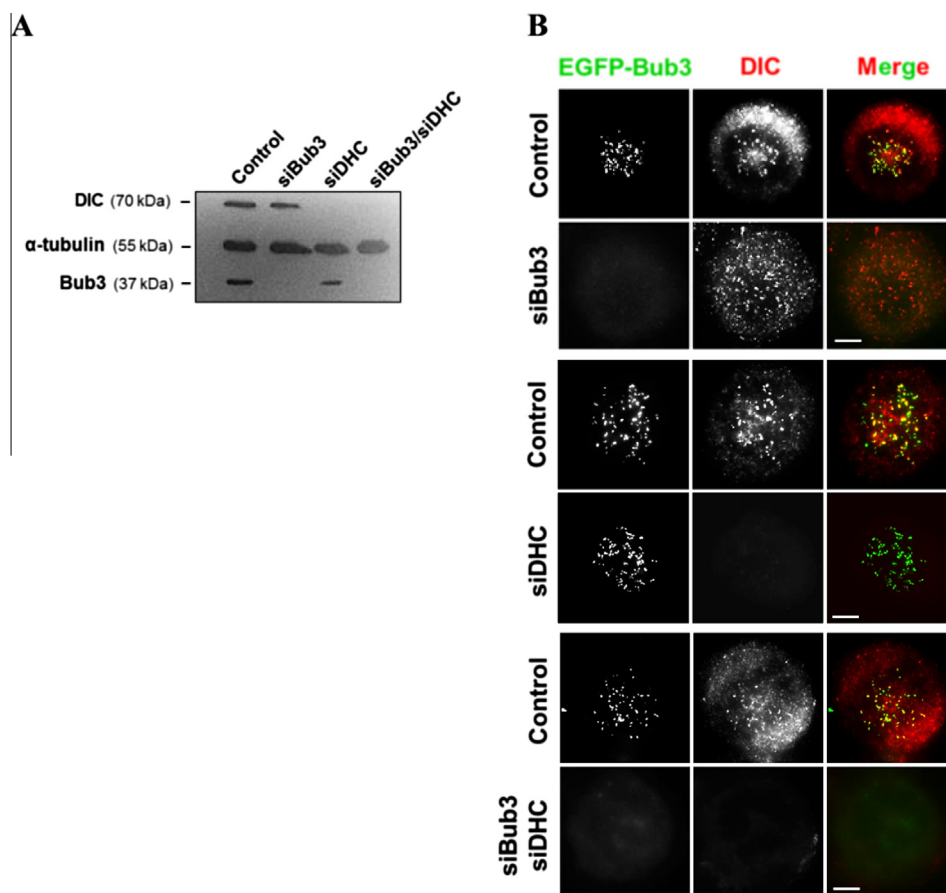 A
Control siBub3 siDHC siBub3/siDHC
DIC (70 kDa) –
α-tubulin (55 kDa) –
Bub3 (37 kDa) –
B
EGFP-Bub3 DIC Merge
Control
siBub3
Control
siDHC
Control
siBub3
siDHC